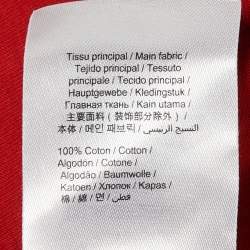 Tissu principal / Main fabric /
Tejido principal / Tessuto
principale / Tecido principal /
Hauptgewebe / Kledingstuk /
Главная ткань / Kain utama /
主要面料（装饰部分除外）
/本体/ 메인 패브릭 / النسيج الرئيسي
100% Coton / Cotton /
Algodón / Cotone /
Algodão / Baumwolle /
Katoen / Хлопок / Kapas /
棉 / 綿 / 면 / قطن